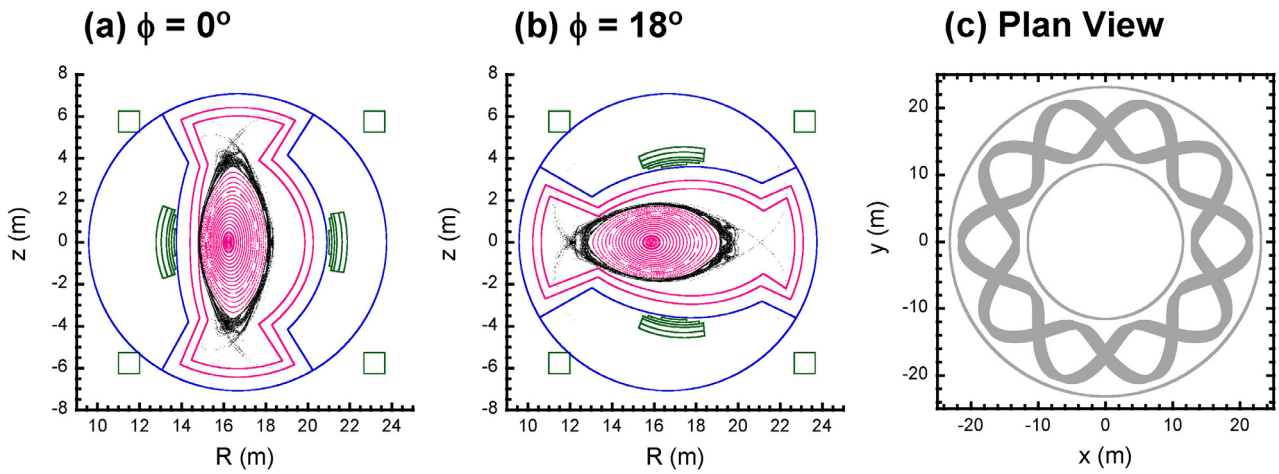 (a) ϕ = 0º
(b) ϕ = 18º
(c) Plan View
8
6
4
2
0
-2
-4
-6
-8
z (m)
10 12 14 16 18 20 22 24
R (m)
8
6
4
2
0
-2
-4
-6
-8
z (m)
10 12 14 16 18 20 22 24
R (m)
20
10
0
-10
-20
y (m)
-20 -10 0 10 20
x (m)